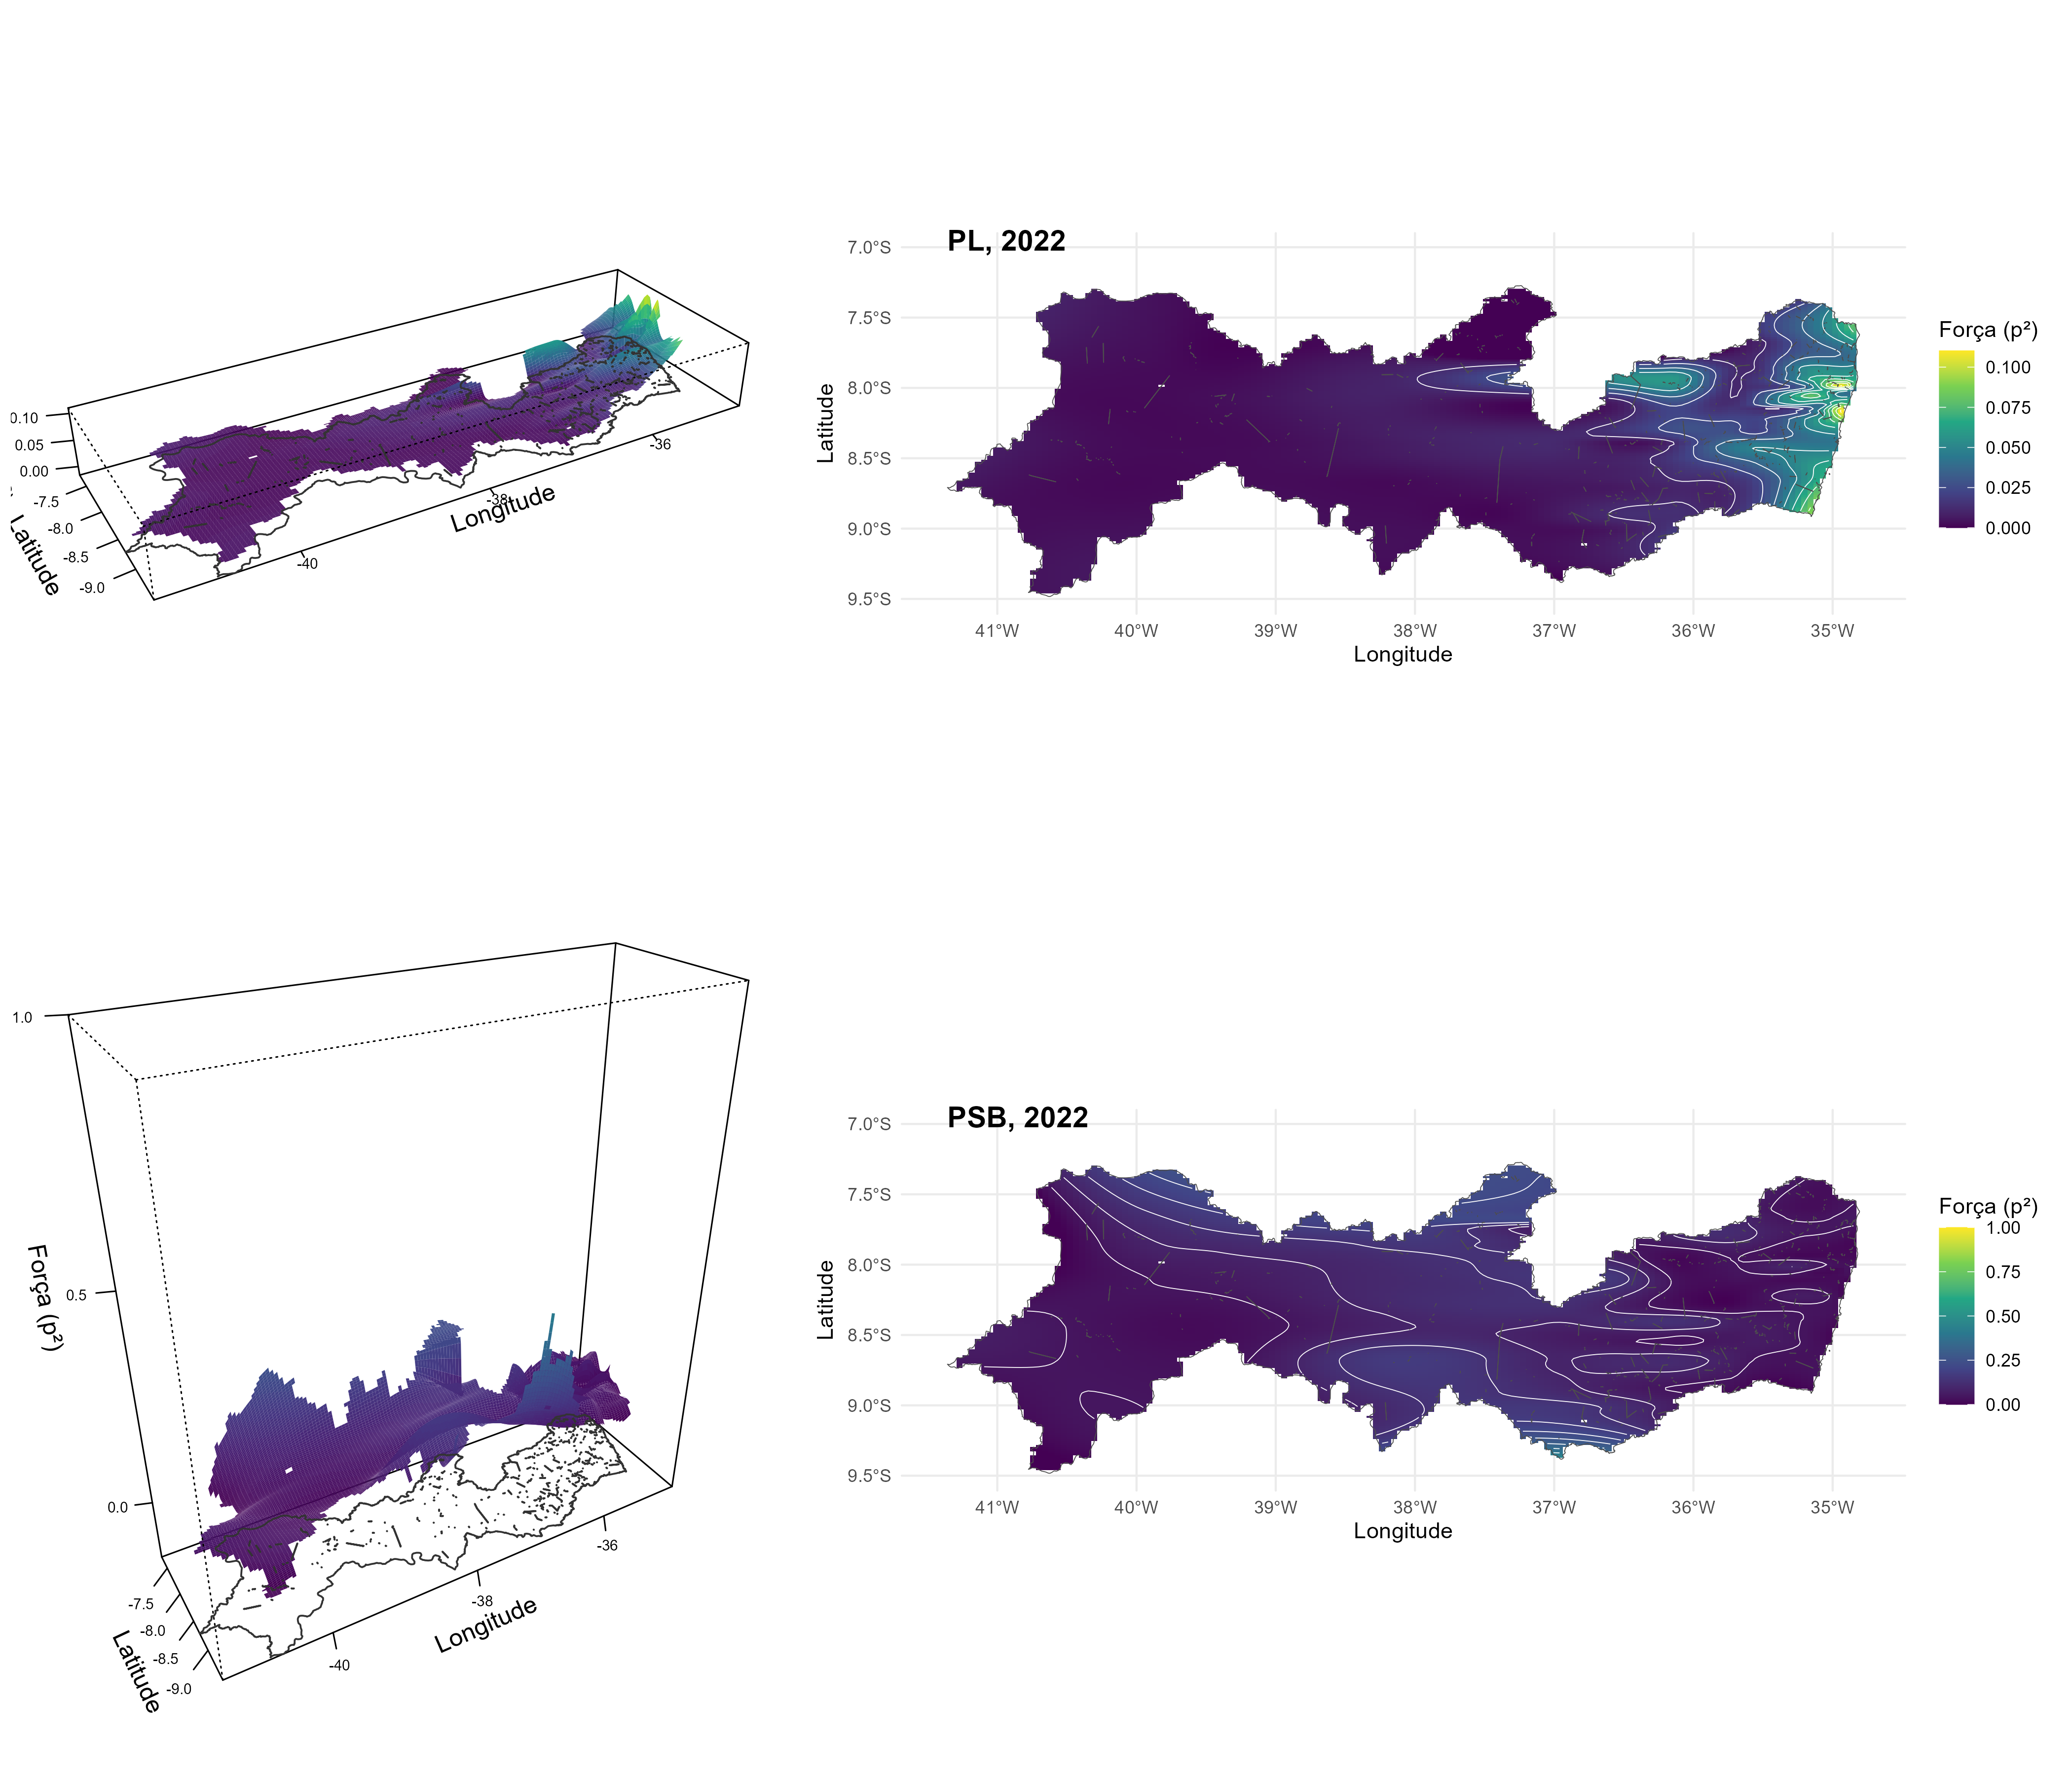 0.10
0.05
0.00
-7.5
-8.0
-8.5
-9.0
Latitude
-40
-38
-36
Longitude
PL, 2022
7.0°S
7.5°S
8.0°S
8.5°S
9.0°S
9.5°S
Latitude
41°W 40°W 39°W 38°W 37°W 36°W 35°W
Longitude
Força (p²)
0.100
0.075
0.050
0.025
0.000
1.0
0.5
0.0
Força (p²)
-7.5
-8.0
-8.5
-9.0
Latitude
-40
-38
-36
Longitude
PSB, 2022
7.0°S
7.5°S
8.0°S
8.5°S
9.0°S
9.5°S
Latitude
41°W 40°W 39°W 38°W 37°W 36°W 35°W
Longitude
Força (p²)
1.00
0.75
0.50
0.25
0.00